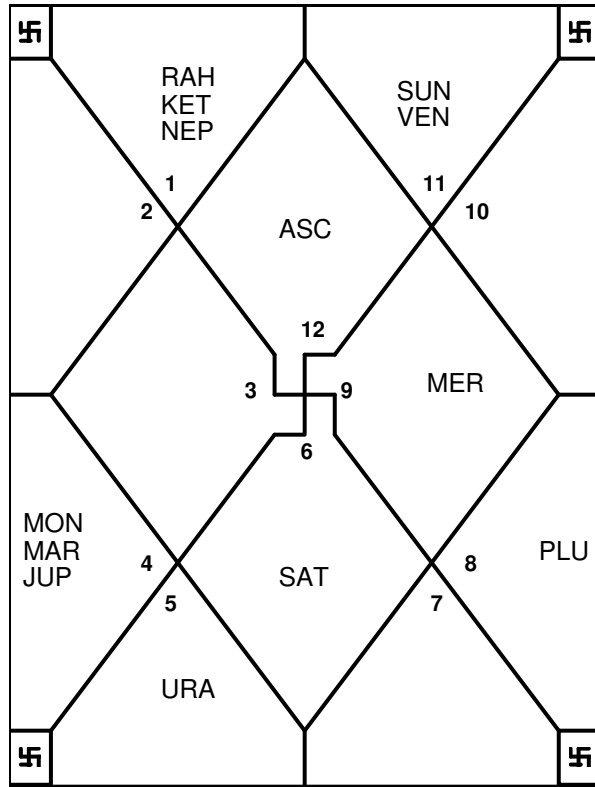 RAH
KET
NEP
SUN
VEN
1
11
2
10
ASC
12
MER
3
9
6
MON
MAR
JUP
4
SAT
8
PLU
5
7
URA